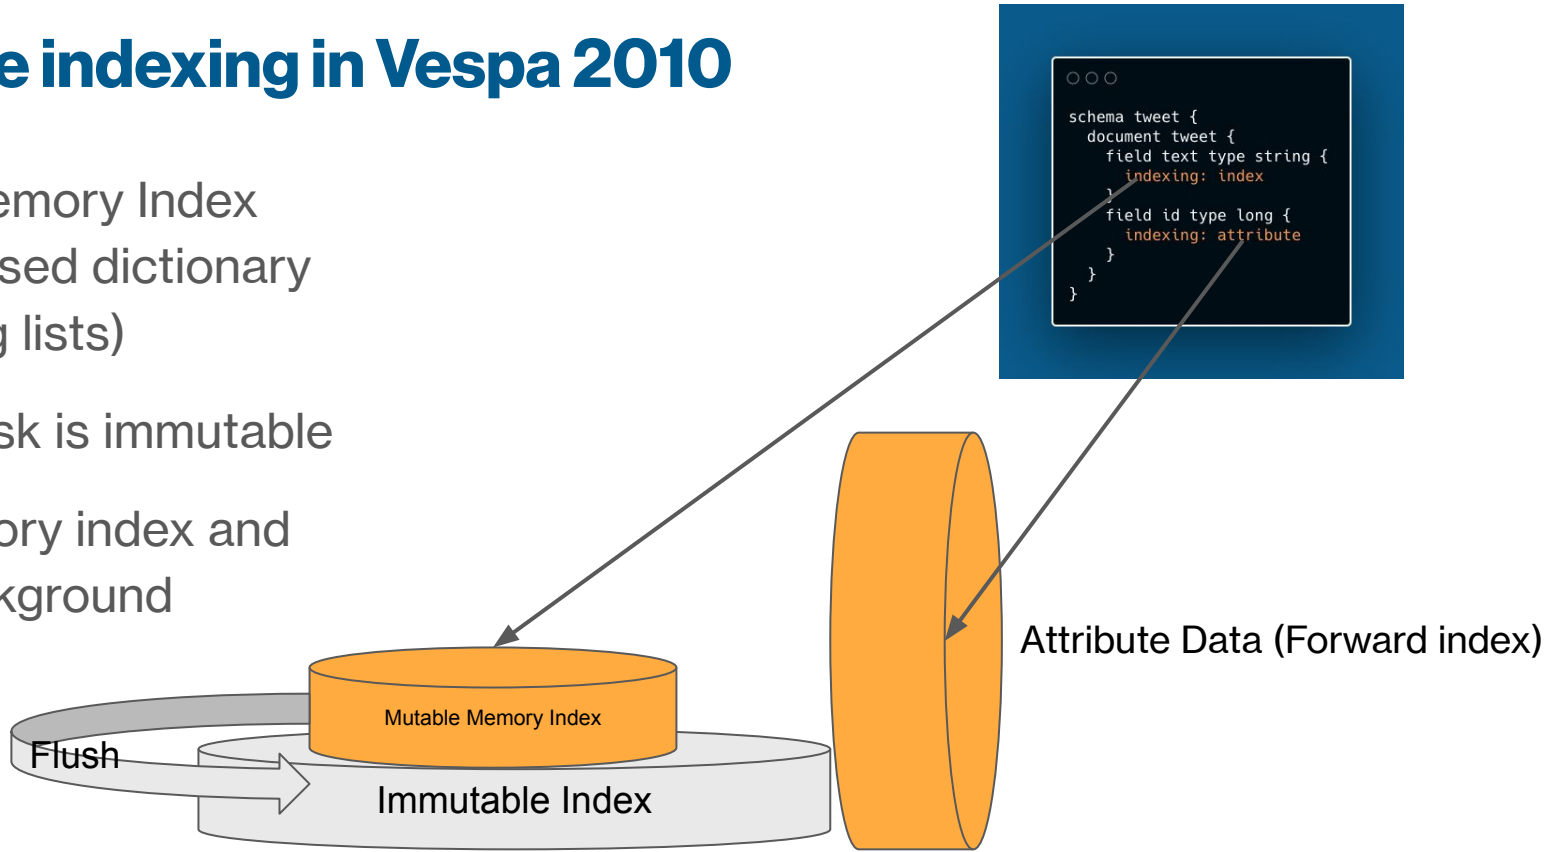 e indexing in Vespa 2010
emory Index
sed dictionary
g lists)
sk is immutable
ory index and
kground
schema tweet {
document tweet {
field text type string {
indexing: index
}
field id type long {
indexing: attribute
}
}
}
Attribute Data (Forward index)
Mutable Memory Index
Flush
Immutable Index